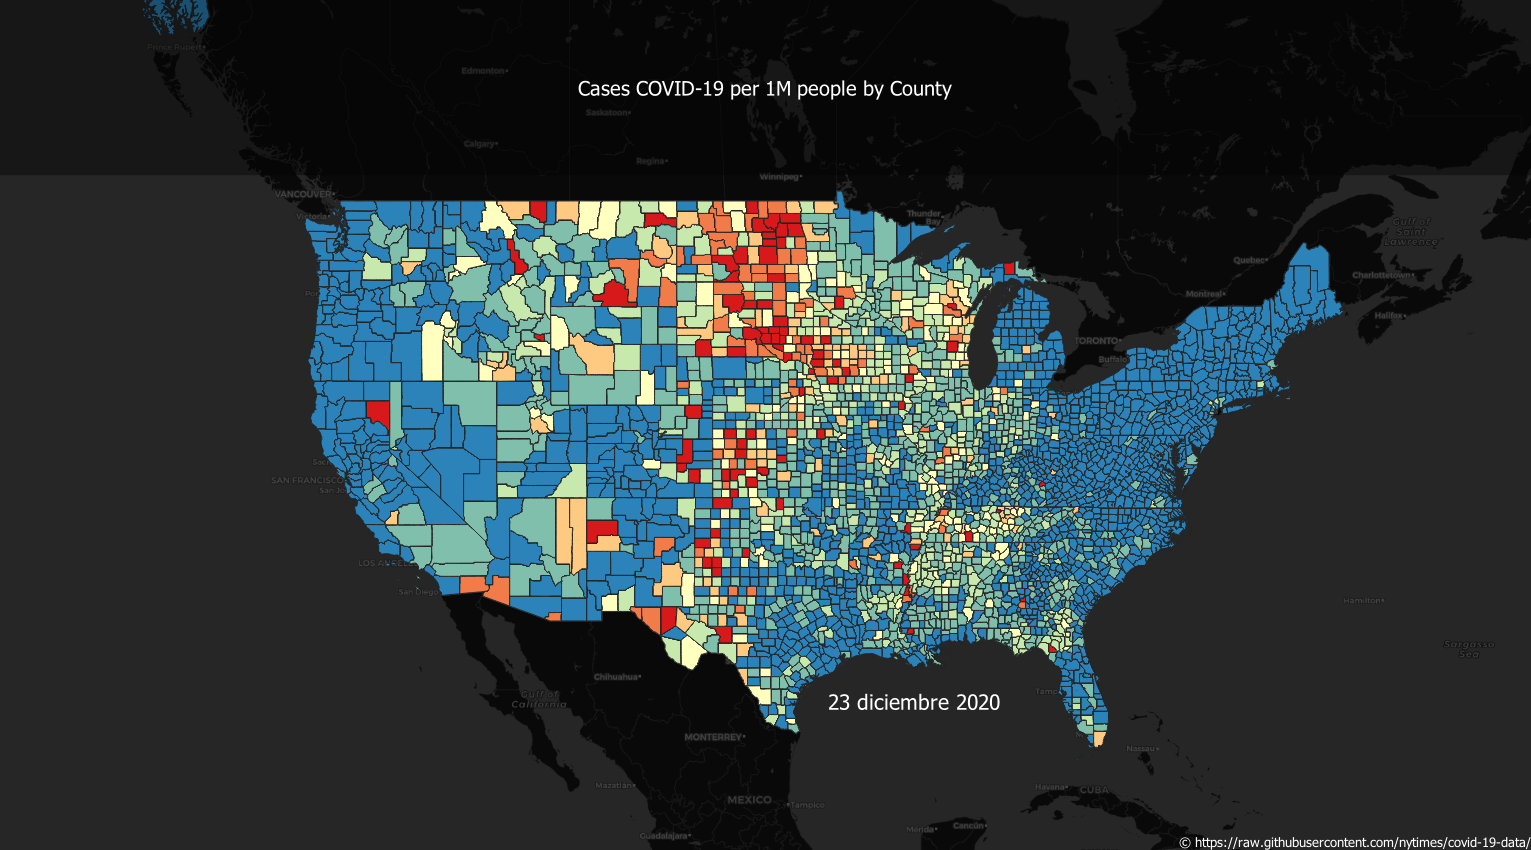 Prince Rupert
Edmonton
Cases COVID-19 per 1M people by County
Saskatoon
Calgary
Regina
Winnipeg
VANCOUVER
Victoria
Thunder
Bay
Gulf of
Saint
Lawrence
Quebec
Charlottetown
Montreal
Halifax
TORONTO
Buffalo
SAN FRANCISCO
San Jo
LOS ANGELES
San Diego
Hamilton
Sargasso
Sea
Chihuahua
Gulf of
California
Tamp
23 diciembre 2020
MONTERREY
Nassau
Mazatlán
Havana
CUBA
MEXICO
Tampico
Guadalajara
Mérida
Cancún
© https://raw.githubusercontent.com/nytimes/covid-19-data/